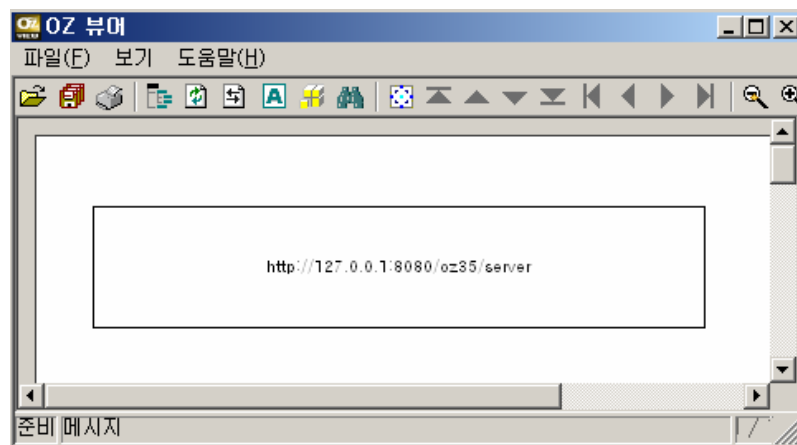 OZ 뷰어
파일(F) 보기 도움말(H)
A
http://127.0.0.1:8080/oz35/server
준비 메시지